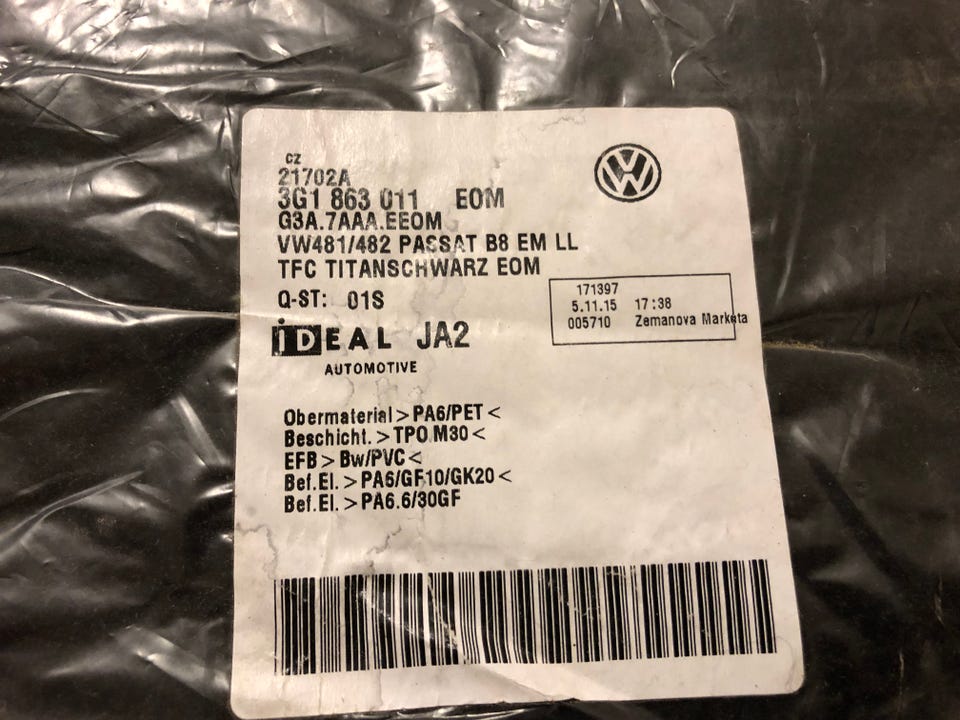 CZ
21702A
3G1 863 011 EOM
G3A.7AAA.EEOM
VW481/482 PASSAT B8 EM LL
TFC TITANSCHWARZ EOM
Q-ST: 01S
171397
5.11.15 17:38
005710 Zemanova Marketa
iDEAL JA2
AUTOMOTIVE
Obermaterial>PA6/PET<
Beschicht.>TPO M30<
EFB>Bw/PVC<
Bef.El.>PA6/GF10/GK20<
Bef.El.>PA6.6/30GF